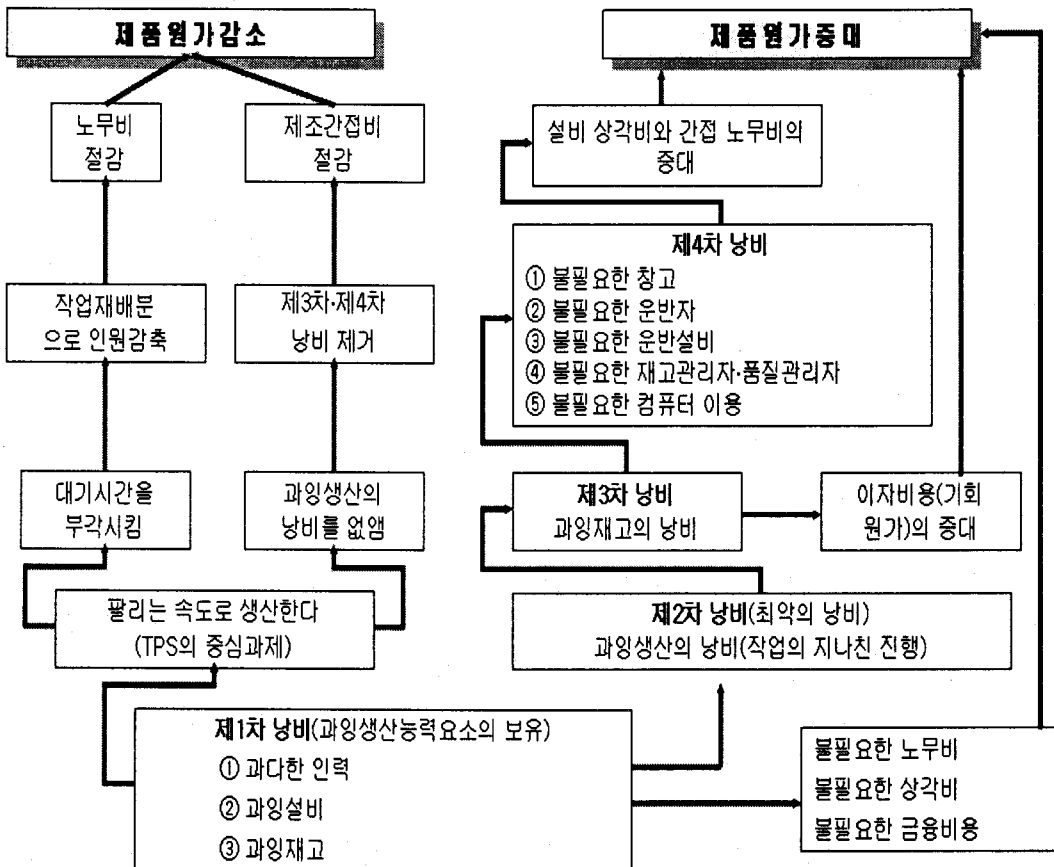 제품원가감소
제품원가증대
노무비
절감
제조간접비
절감
설비 상각비와 간접 노무비의
증대
작업재배분
으로 인원감축
제3차·제4차
낭비 제거
제4차 낭비
① 불필요한 창고
② 불필요한 운반자
③ 불필요한 운반설비
④ 불필요한 재고관리자·품질관리자
⑤ 불필요한 컴퓨터 이용
대기시간을
부각시킴
과잉생산의
낭비를 없앰
제3차 낭비
과잉재고의 낭비
이자비용(기회
원가)의 증대
팔리는 속도로 생산한다
(TPS의 중심과제)
제2차 낭비(최악의 낭비)
과잉생산의 낭비(작업의 지나친 진행)
제1차 낭비(과잉생산능력요소의 보유)
① 과다한 인력
② 과잉설비
③ 과잉재고
불필요한 노무비
불필요한 상각비
불필요한 금융비용